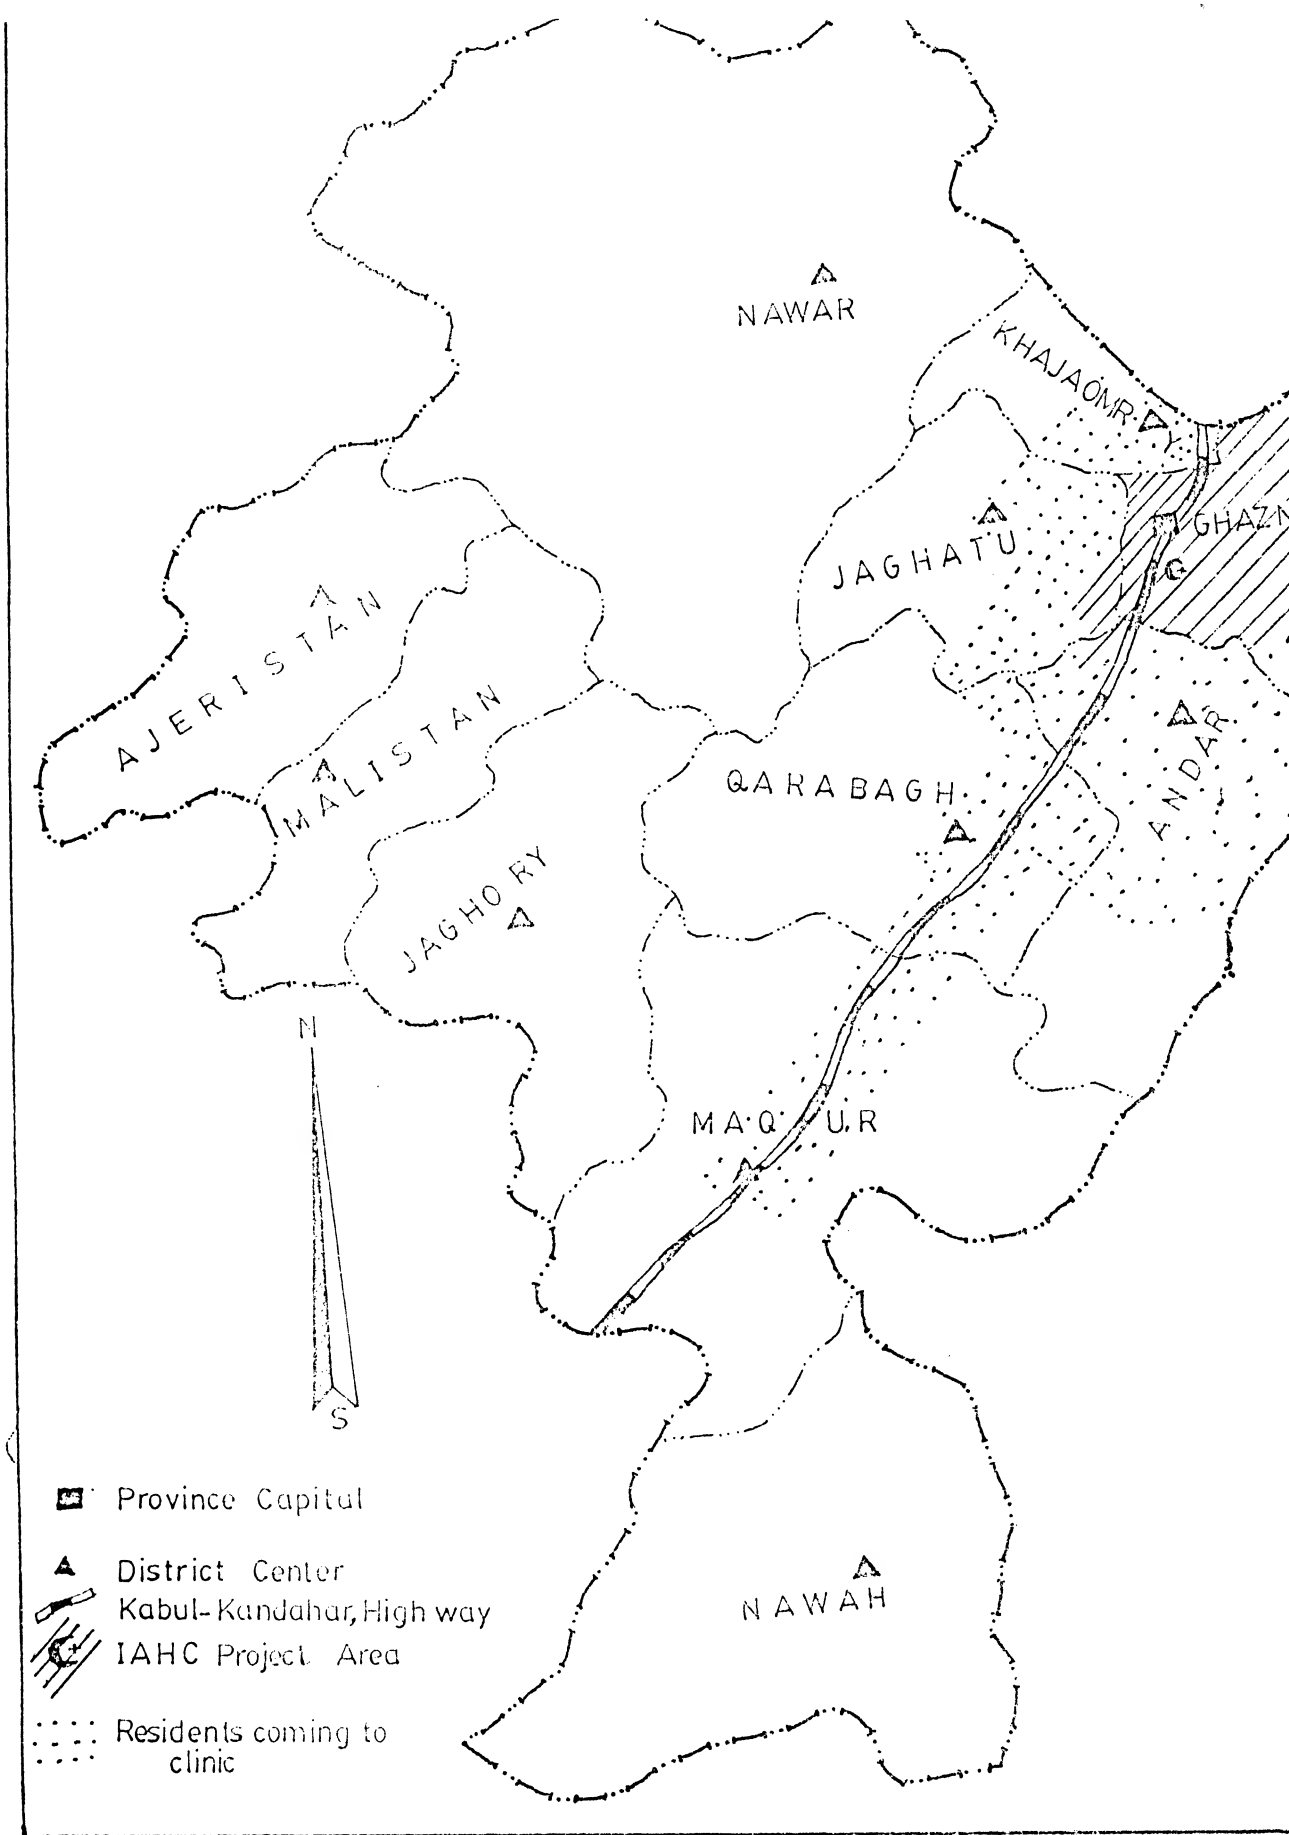 NAWAR
KHAJAOMRY
GHAZN
JAGHATU
AJERISTAN
MALISTAN
ANDAR
QARABAGH
JAGHORY
N
MAQUR
S
Province Capital
District Center
Kabul-Kandahar, High way
NAWAH
IAHC Project Area
Residents coming to
clinic